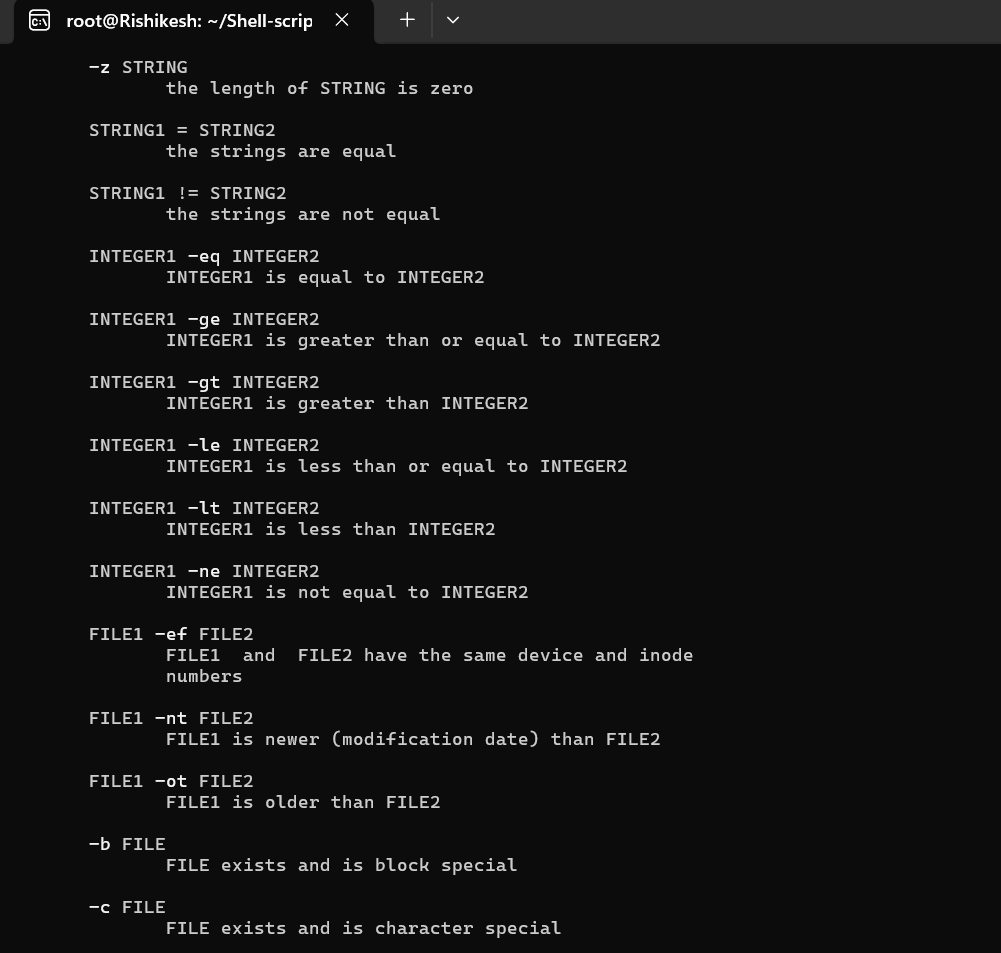 root@Rishikesh: ~/Shell-scrip
-z STRING
the length of STRING is zero
STRING1 = STRING2
the strings are equal
STRING1 != STRING2
the strings are not equal
INTEGER1 -eq INTEGER2
INTEGER1 is equal to INTEGER2
INTEGER1 -ge INTEGER2
INTEGER1 is greater than or equal to INTEGER2
INTEGER1 -gt INTEGER2
INTEGER1 is greater than INTEGER2
INTEGER1 -le INTEGER2
INTEGER1 is less than or equal to INTEGER2
INTEGER1 -lt INTEGER2
INTEGER1 is less than INTEGER2
INTEGER1 -ne INTEGER2
INTEGER1 is not equal to INTEGER2
FILE1 -ef FILE2
FILE1  and  FILE2 have the same device and inode
numbers
FILE1 -nt FILE2
FILE1 is newer (modification date) than FILE2
FILE1 -ot FILE2
FILE1 is older than FILE2
-b FILE
FILE exists and is block special
-c FILE
FILE exists and is character special